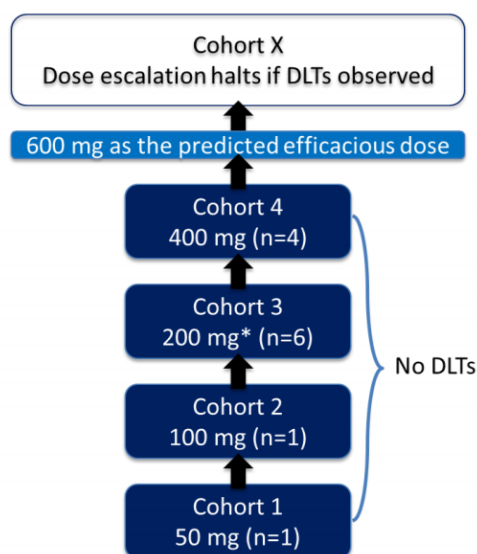 Cohort X
Dose escalation halts if DLTs observed
600 mg as the predicted efficacious dose
Cohort 4
400 mg (n=4)
Cohort 3
200 mg* (n=6)
No DLTs
Cohort 2
100 mg (n=1)
Cohort 1
50 mg (n=1)